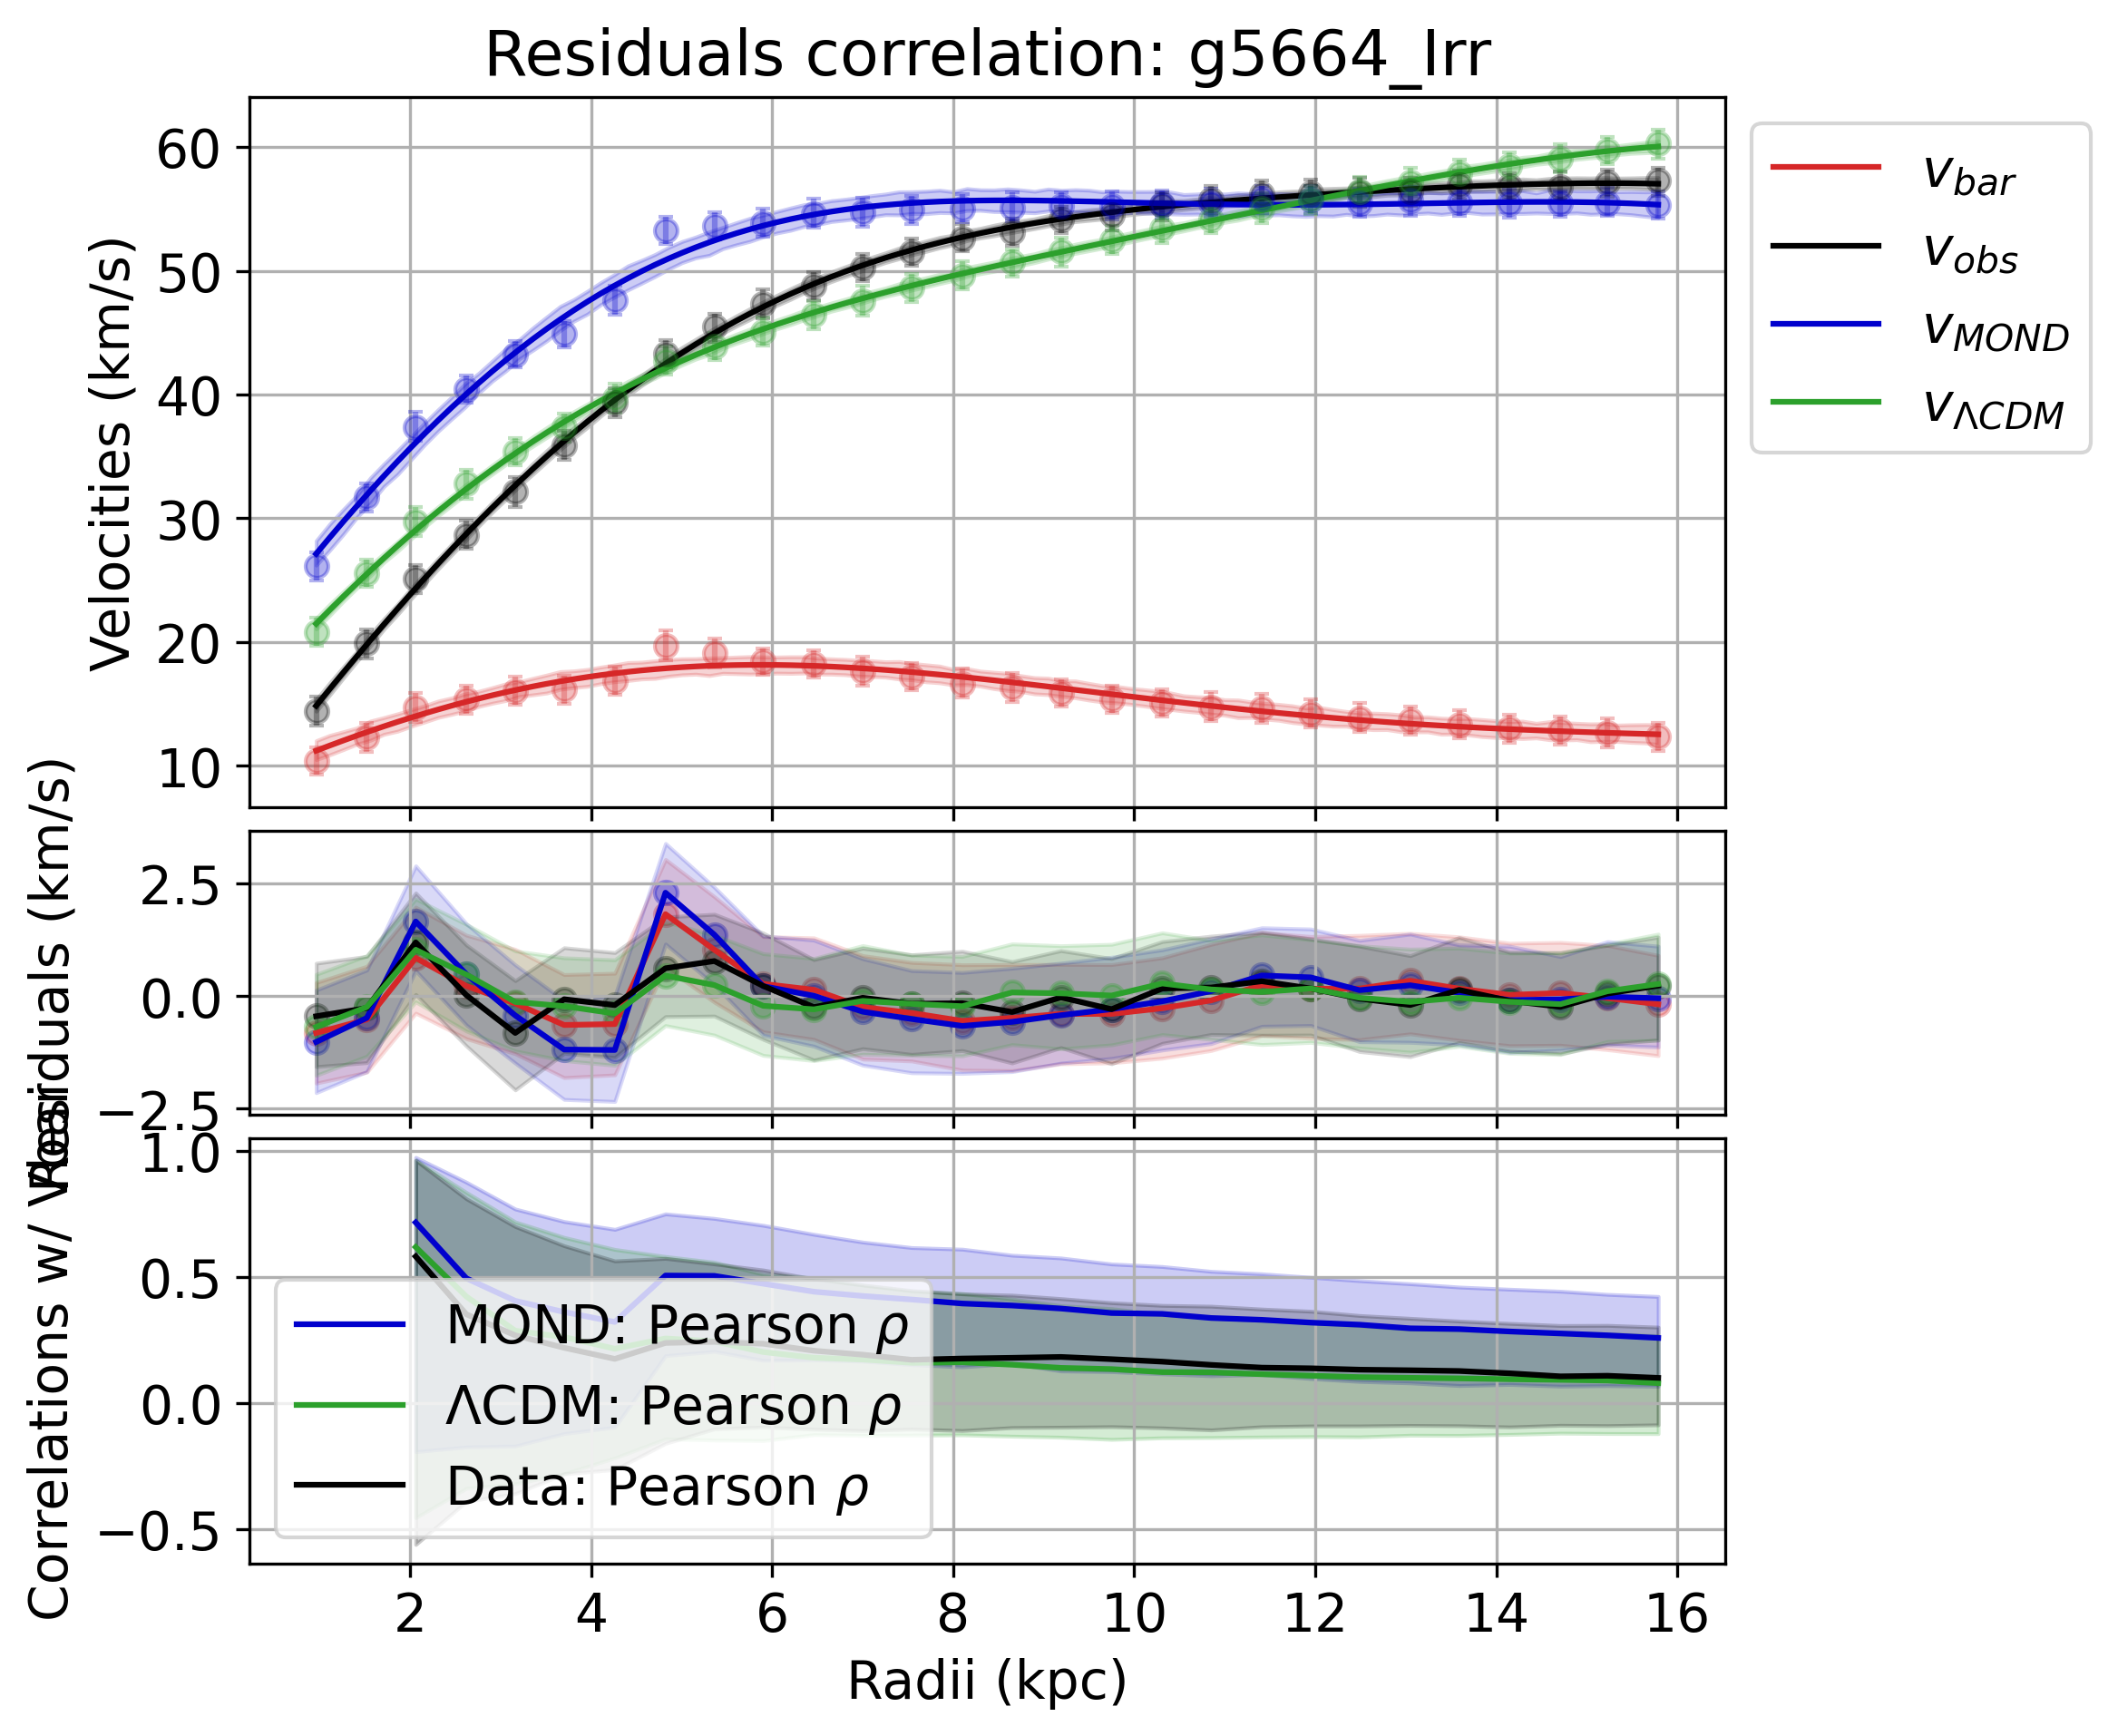 Residuals correlation: g5664_Irr
Velocities (km/s)
60
50
40
30
20
10
v_bar
v_obs
v_MOND
v_ΛCDM
Residuals (km/s)
2.5
0.0
−2.5
Correlations w/ Vbar
1.0
0.5
0.0
−0.5
MOND: Pearson ρ
ΛCDM: Pearson ρ
Data: Pearson ρ
2 4 6 8 10 12 14 16
Radii (kpc)